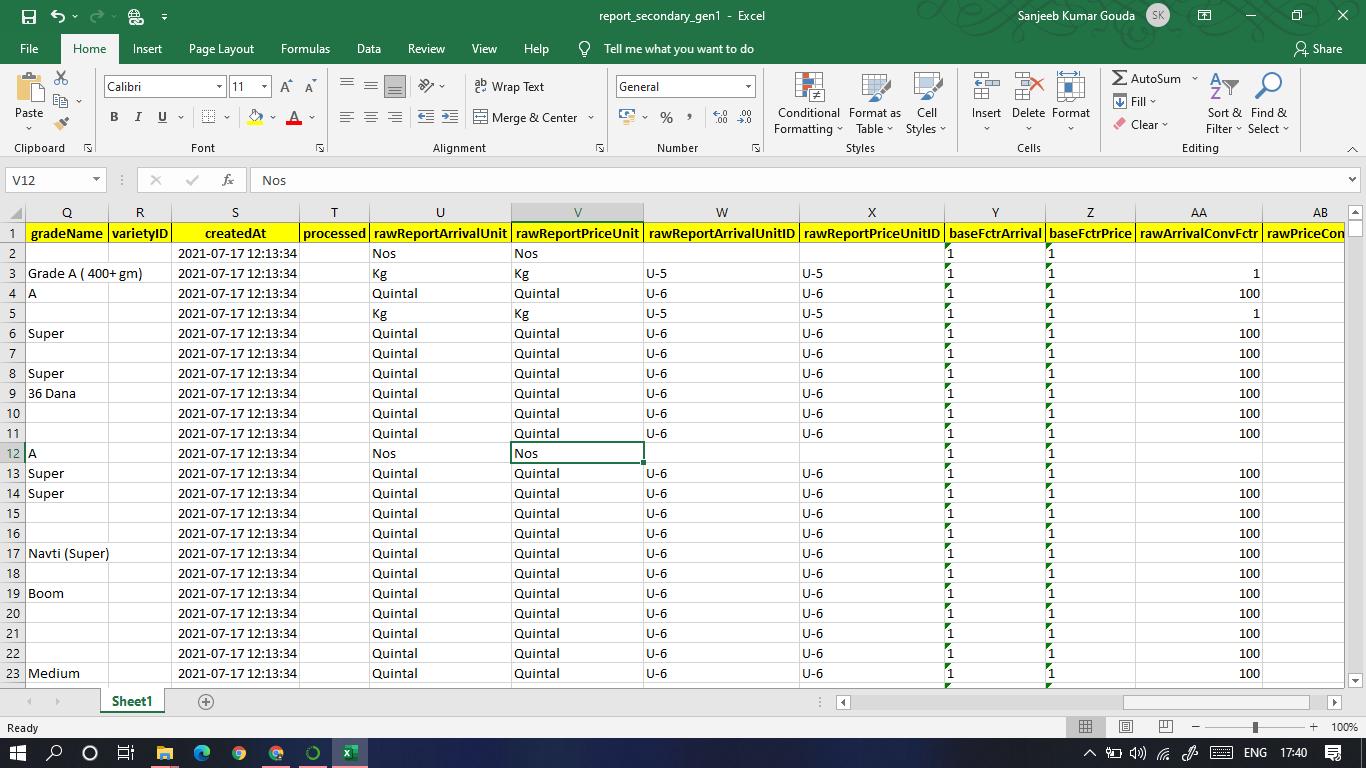 report_secondary_gen1 - Excel Sanjeeb Kumar Gouda SK
File Home Insert Page Layout Formulas Data Review View Help Tell me what you want to do Share
Calibri 11 Wrap Text General AutoSum
Paste B I U Merge & Center % Conditional Formatting Format as Table Cell Styles Insert Delete Format Fill Clear Sort & Filter Find & Select
Clipboard Font Alignment Number Styles Cells Editing
V12 fx Nos
Q R S T U V W X Y Z AA AB
1 gradeName varietyID createdAt processed rawReportArrivalUnit rawReportPriceUnit rawReportArrivalUnitID rawReportPriceUnitID baseFctrArrival baseFctrPrice rawArrivalConvFctr rawPriceCon
2 2021-07-17 12:13:34 Nos Nos 1 1
3 Grade A ( 400+ gm) 2021-07-17 12:13:34 Kg Kg U-5 U-5 1 1 1
4 A 2021-07-17 12:13:34 Quintal Quintal U-6 U-6 1 1 100
5 2021-07-17 12:13:34 Kg Kg U-5 U-5 1 1 1
6 Super 2021-07-17 12:13:34 Quintal Quintal U-6 U-6 1 1 100
7 2021-07-17 12:13:34 Quintal Quintal U-6 U-6 1 1 100
8 Super 2021-07-17 12:13:34 Quintal Quintal U-6 U-6 1 1 100
9 36 Dana 2021-07-17 12:13:34 Quintal Quintal U-6 U-6 1 1 100
10 2021-07-17 12:13:34 Quintal Quintal U-6 U-6 1 1 100
11 2021-07-17 12:13:34 Quintal Quintal U-6 U-6 1 1 100
12 A 2021-07-17 12:13:34 Nos Nos 1 1
13 Super 2021-07-17 12:13:34 Quintal Quintal U-6 U-6 1 1 100
14 Super 2021-07-17 12:13:34 Quintal Quintal U-6 U-6 1 1 100
15 2021-07-17 12:13:34 Quintal Quintal U-6 U-6 1 1 100
16 2021-07-17 12:13:34 Quintal Quintal U-6 U-6 1 1 100
17 Navti (Super) 2021-07-17 12:13:34 Quintal Quintal U-6 U-6 1 1 100
18 2021-07-17 12:13:34 Quintal Quintal U-6 U-6 1 1 100
19 Boom 2021-07-17 12:13:34 Quintal Quintal U-6 U-6 1 1 100
20 2021-07-17 12:13:34 Quintal Quintal U-6 U-6 1 1 100
21 2021-07-17 12:13:34 Quintal Quintal U-6 U-6 1 1 100
22 2021-07-17 12:13:34 Quintal Quintal U-6 U-6 1 1 100
23 Medium 2021-07-17 12:13:34 Quintal Quintal U-6 U-6 1 1 100
Sheet1
Ready 100%
ENG 17:40